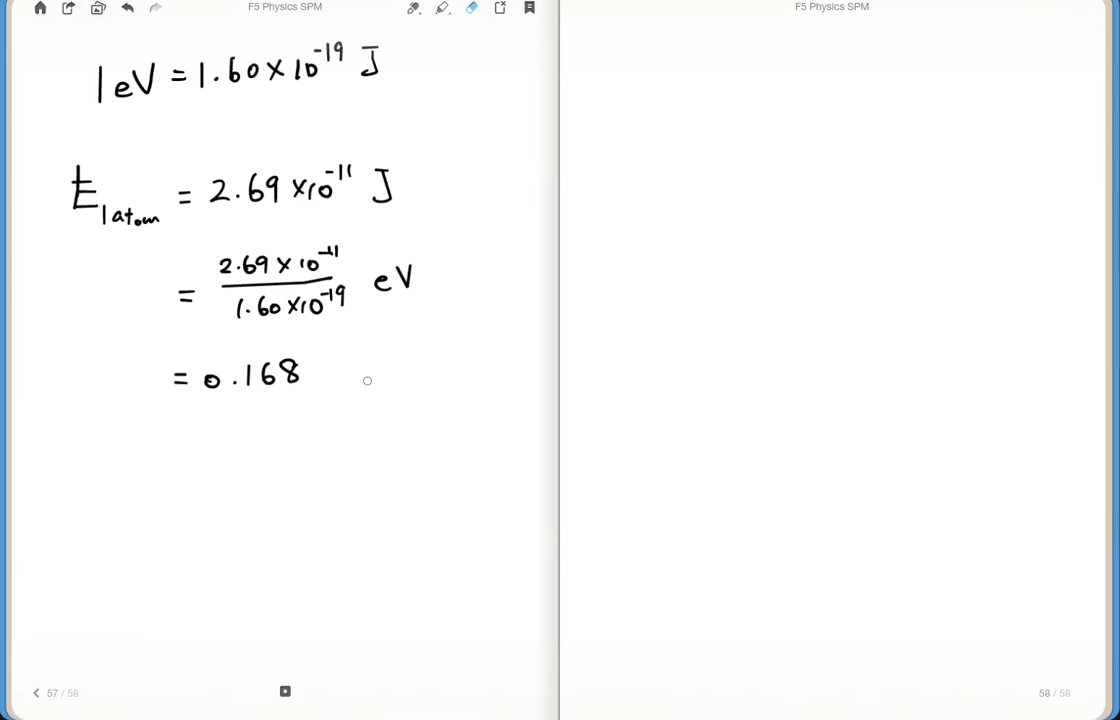 F5 Physics SPM
F5 Physics SPM
1eV = 1.60×10⁻¹⁹ J
E₁ₐₜₒₘ = 2.69×10⁻¹¹ J
= 2.69×10⁻¹¹ / 1.60×10⁻¹⁹ eV
= 0.168
57 / 58
58 / 58